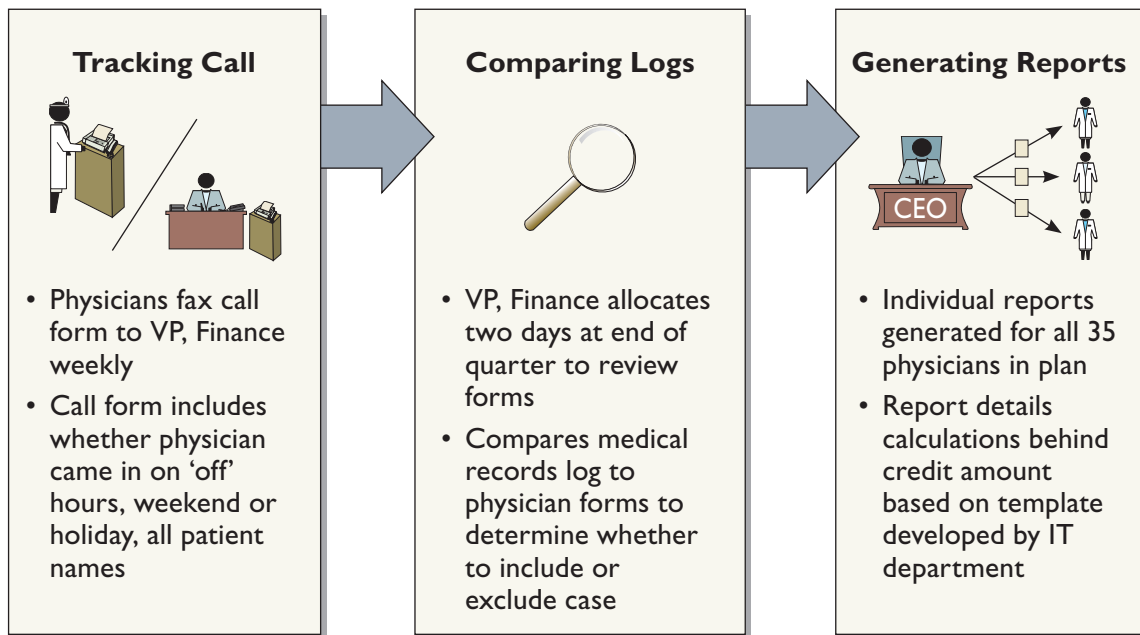 Tracking Call
• Physicians fax call
form to VP, Finance
weekly
• Call form includes
whether physician
came in on ‘off’
hours, weekend or
holiday, all patient
names
Comparing Logs
• VP, Finance allocates
two days at end of
quarter to review
forms
• Compares medical
records log to
physician forms to
determine whether
to include or
exclude case
Generating Reports
CEO
• Individual reports
generated for all 35
physicians in plan
• Report details
calculations behind
credit amount
based on template
developed by IT
department